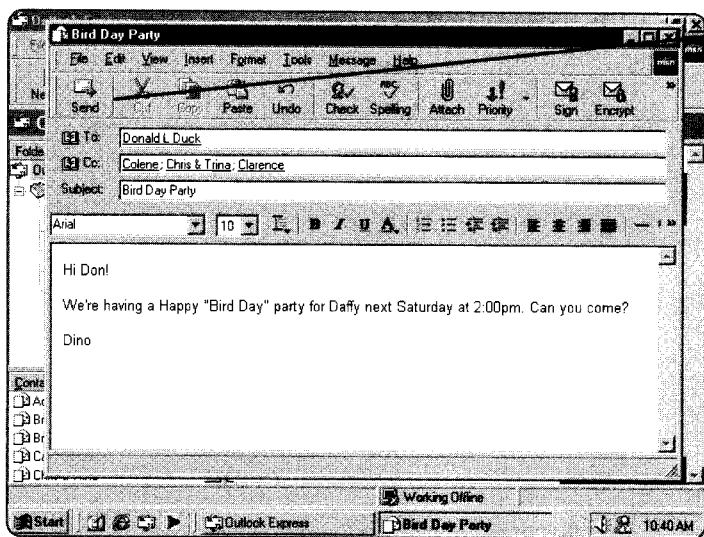 Bird Day Party
File Edit View Insert Format Tools Message Help
Send Cut Copy Paste Undo Check Spelling Attach Priority Sign Encrypt
To: Donald L Duck
Cc: Colene; Chris & Trina; Clarence
Subject: Bird Day Party
Arial 10
Hi Don!
We're having a Happy "Bird Day" party for Daffy next Saturday at 2:00pm. Can you come?
Dino
Working Offline
Start Outlook Express Bird Day Party 10:40 AM